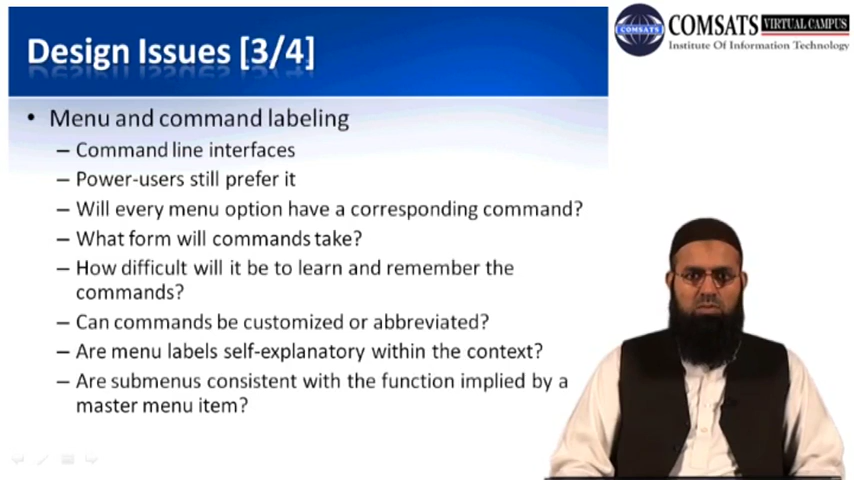 Design Issues [3/4]
COMSATS VIRTUAL CAMPUS
COMSATS
Institute Of Information Technology
• Menu and command labeling
– Command line interfaces
– Power-users still prefer it
– Will every menu option have a corresponding command?
– What form will commands take?
– How difficult will it be to learn and remember the
commands?
– Can commands be customized or abbreviated?
– Are menu labels self-explanatory within the context?
– Are submenus consistent with the function implied by a
master menu item?